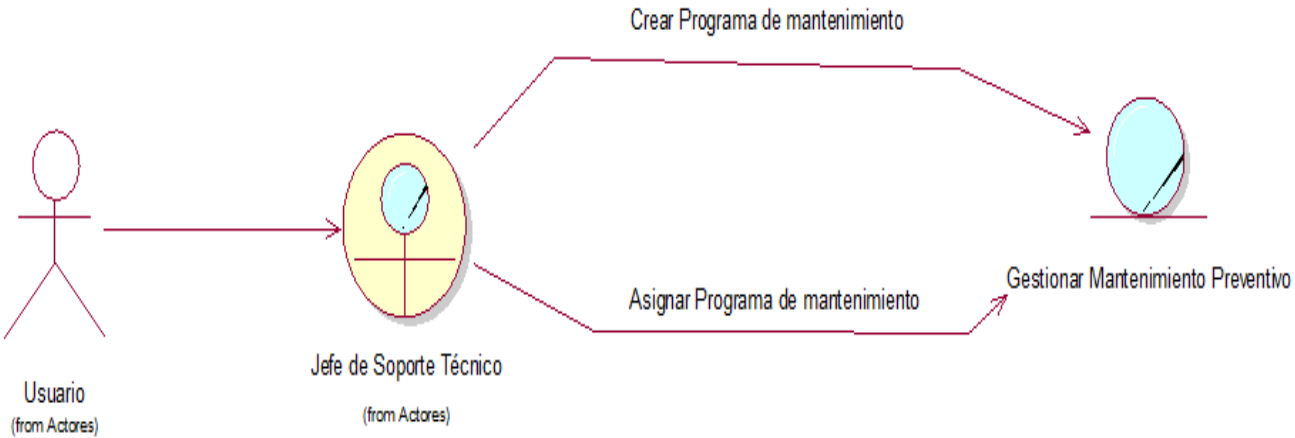 Crear Programa de mantenimiento
Gestionar Mantenimiento Preventivo
Asignar Programa de mantenimiento
Jefe de Soporte Técnico
(from Actores)
Usuario
(from Actores)